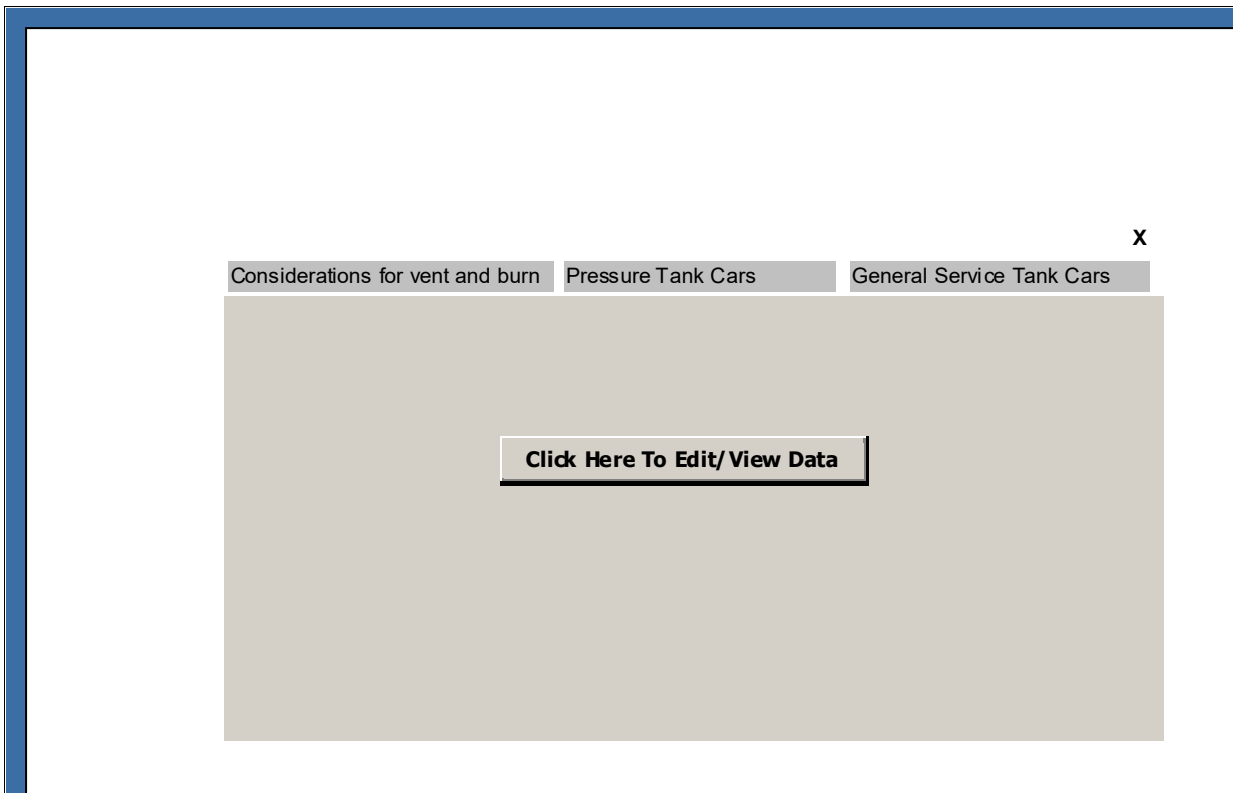 X
Considerations for vent and burn Pressure Tank Cars General Service Tank Cars
Click Here To Edit/View Data